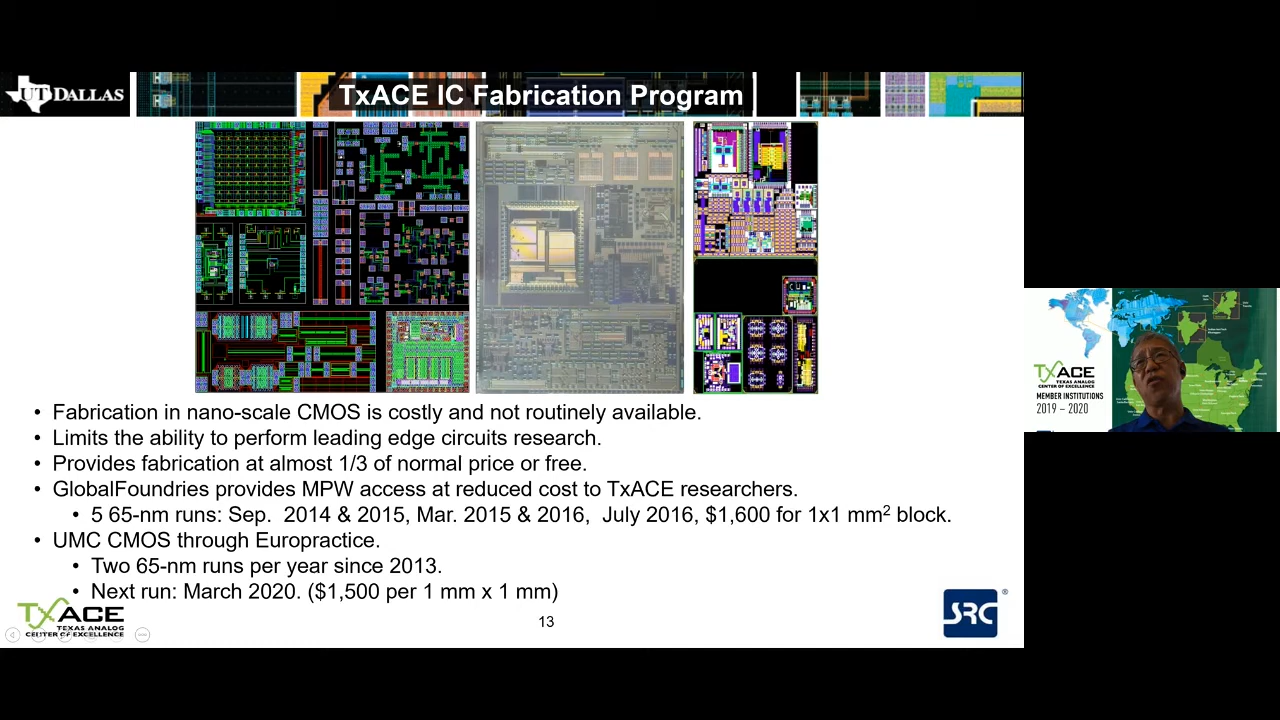 UT DALLAS
TxACE IC Fabrication Program
• Fabrication in nano-scale CMOS is costly and not routinely available.
• Limits the ability to perform leading edge circuits research.
• Provides fabrication at almost 1/3 of normal price or free.
• GlobalFoundries provides MPW access at reduced cost to TxACE researchers.
• 5 65-nm runs: Sep. 2014 & 2015, Mar. 2015 & 2016, July 2016, $1,600 for 1x1 mm² block.
• UMC CMOS through Europractice.
• Two 65-nm runs per year since 2013.
• Next run: March 2020. ($1,500 per 1 mm x 1 mm)
TxACE
TEXAS ANALOG
CENTER OF EXCELLENCE
13
SRC®
TxACE
TEXAS ANALOG
CENTER OF EXCELLENCE
MEMBER INSTITUTIONS
2019 – 2020